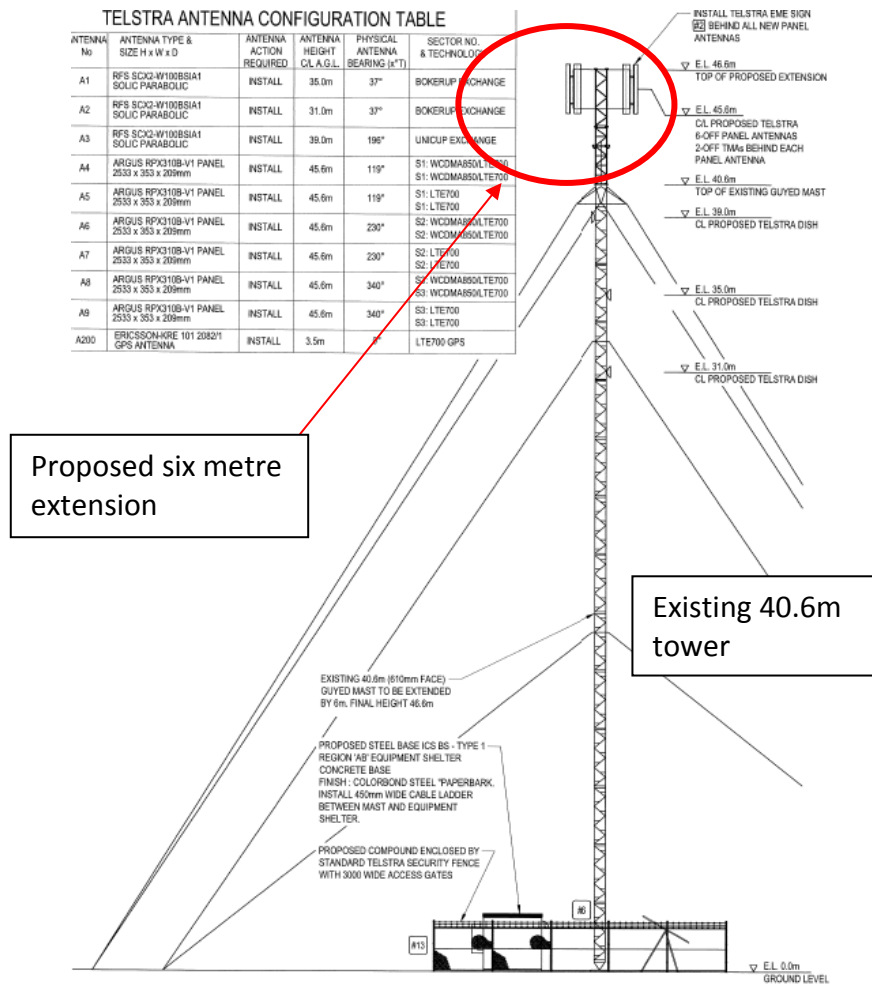 TELSTRA ANTENNA CONFIGURATION TABLE
ANTENNA No ANTENNA TYPE & SIZE H x W x D ANTENNA ACTION REQUIRED ANTENNA HEIGHT C/L A.G.L. PHYSICAL ANTENNA BEARING (x°T) SECTOR NO. & TECHNOLOGY
A1 RFS SCX2-W100BSIA1 SOLIC PARABOLIC INSTALL 35.0m 37° BOKERUP EXCHANGE
A2 RFS SCX2-W100BSIA1 SOLIC PARABOLIC INSTALL 31.0m 37° BOKERUP EXCHANGE
A3 RFS SCX2-W100BSIA1 SOLIC PARABOLIC INSTALL 39.0m 196° UNICUP EXCHANGE
A4 ARGUS RPX310B-V1 PANEL 2533 x 353 x 209mm INSTALL 45.6m 119° S1: WCDMA850/LTE700 S1: WCDMA850/LTE700
A5 ARGUS RPX310B-V1 PANEL 2533 x 353 x 209mm INSTALL 45.6m 119° S1: LTE700 S1: LTE700
A6 ARGUS RPX310B-V1 PANEL 2533 x 353 x 209mm INSTALL 45.6m 230° S2: WCDMA850/LTE700 S2: WCDMA850/LTE700
A7 ARGUS RPX310B-V1 PANEL 2533 x 353 x 209mm INSTALL 45.6m 230° S2: LTE700 S2: LTE700
A8 ARGUS RPX310B-V1 PANEL 2533 x 353 x 209mm INSTALL 45.6m 340° S3: WCDMA850/LTE700 S3: WCDMA850/LTE700
A9 ARGUS RPX310B-V1 PANEL 2533 x 353 x 209mm INSTALL 45.6m 340° S3: LTE700 S3: LTE700
A200 ERICSSON-KRE 101 2082/1 GPS ANTENNA INSTALL 3.5m LTE700 GPS
INSTALL TELSTRA EME SIGN
#2 BEHIND ALL NEW PANEL
ANTENNAS
E.L. 46.6m
TOP OF PROPOSED EXTENSION
E.L. 45.6m
C/L PROPOSED TELSTRA
6-OFF PANEL ANTENNAS
2-OFF TMAs BEHIND EACH
PANEL ANTENNA
E.L. 40.6m
TOP OF EXISTING GUYED MAST
E.L. 39.0m
CL PROPOSED TELSTRA DISH
E.L. 35.0m
CL PROPOSED TELSTRA DISH
E.L. 31.0m
CL PROPOSED TELSTRA DISH
Proposed six metre
extension
Existing 40.6m
tower
EXISTING 40.6m (610mm FACE)
GUYED MAST TO BE EXTENDED
BY 6m. FINAL HEIGHT 46.6m
PROPOSED STEEL BASE ICS BS - TYPE 1
REGION 'AB' EQUIPMENT SHELTER
CONCRETE BASE
FINISH : COLORBOND STEEL "PAPERBARK.
INSTALL 450mm WIDE CABLE LADDER
BETWEEN MAST AND EQUIPMENT
SHELTER.
PROPOSED COMPOUND ENCLOSED BY
STANDARD TELSTRA SECURITY FENCE
WITH 3000 WIDE ACCESS GATES
#6
#13
E.L. 0.0m
GROUND LEVEL